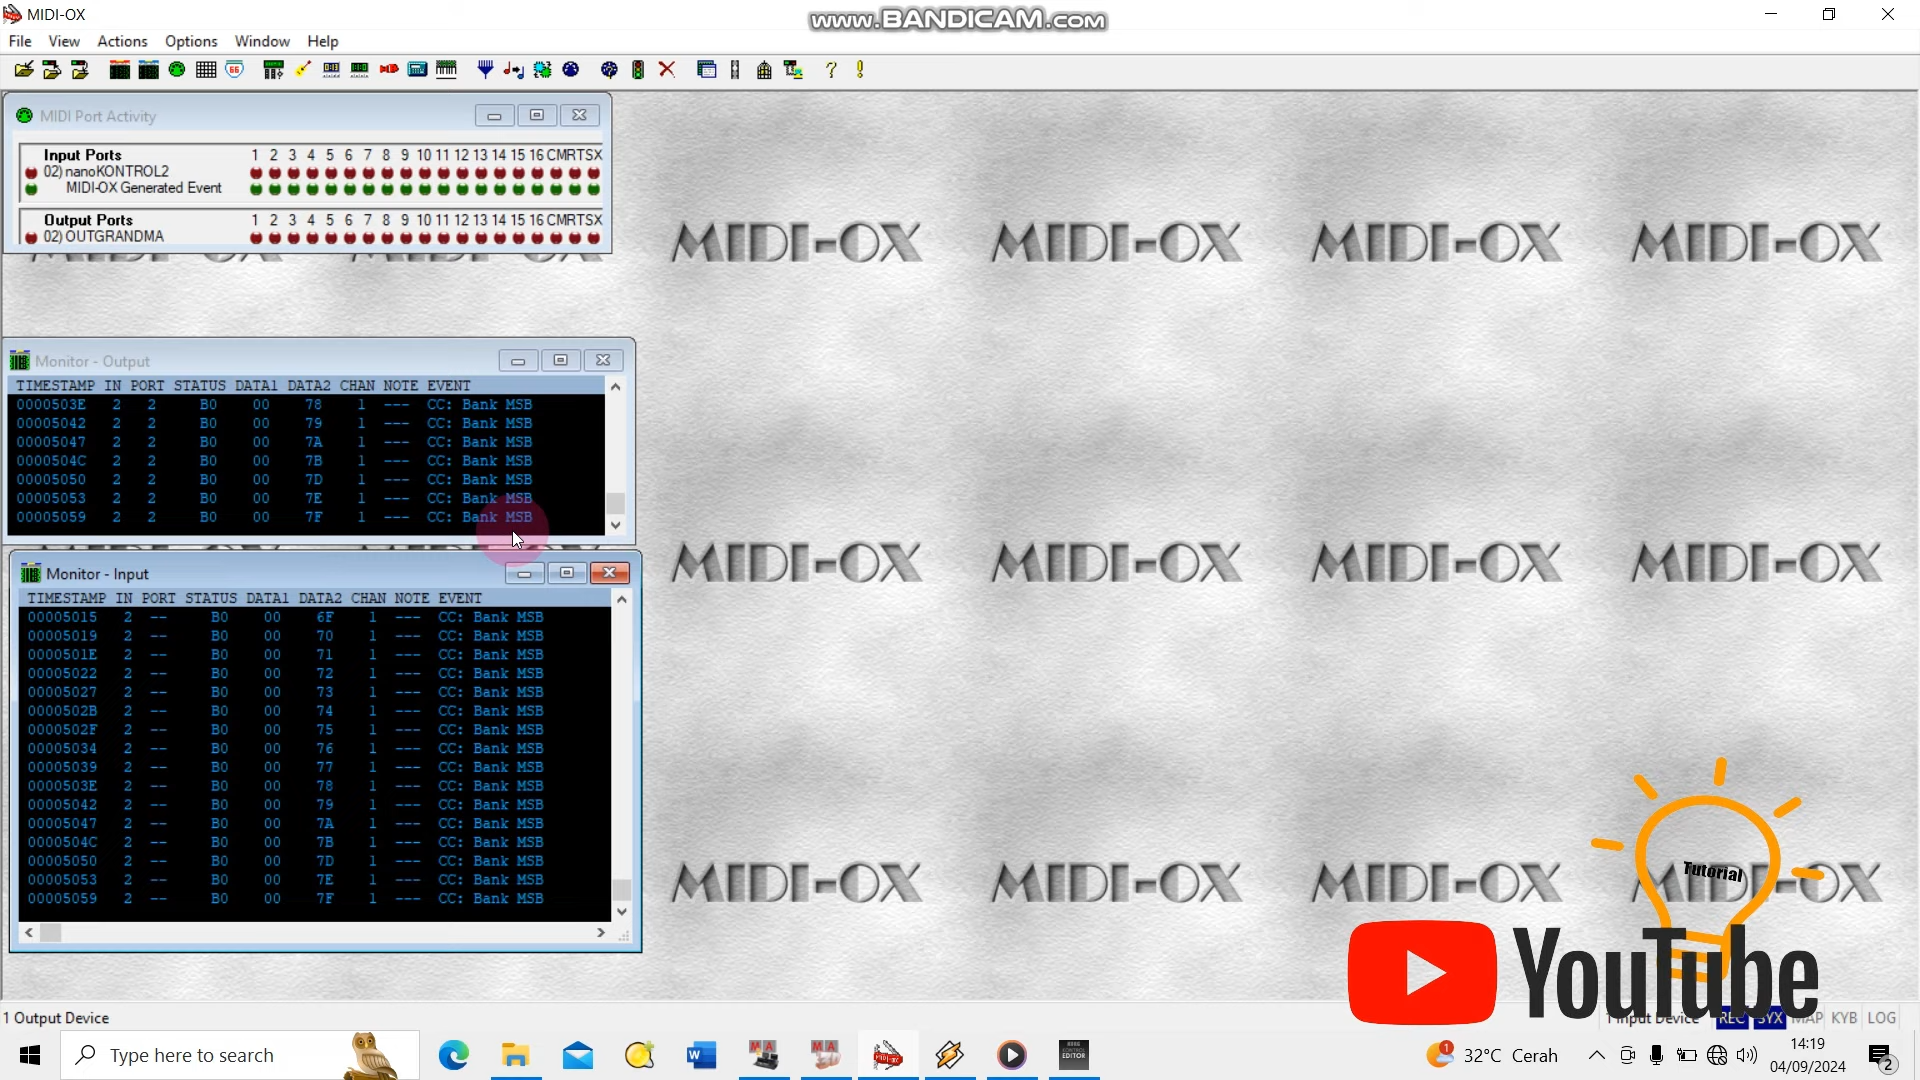 MIDI-OX
www.BANDICAM.com
File View Actions Options Window Help
66
MIDI Port Activity
Input Ports 1 2 3 4 5 6 7 8 9 10 11 12 13 14 15 16 CMRTSX
02) nanoKONTROL2
MIDI-OX Generated Event
Output Ports 1 2 3 4 5 6 7 8 9 10 11 12 13 14 15 16 CMRTSX
02) OUTGRANDMA
MIDI-OX MIDI-OX MIDI-OX MIDI-OX
Monitor - Output
TIMESTAMP IN PORT STATUS DATA1 DATA2 CHAN NOTE EVENT
0000503E 2 2 B0 00 78 1 --- CC: Bank MSB
00005042 2 2 B0 00 79 1 --- CC: Bank MSB
00005047 2 2 B0 00 7A 1 --- CC: Bank MSB
0000504C 2 2 B0 00 7B 1 --- CC: Bank MSB
00005050 2 2 B0 00 7D 1 --- CC: Bank MSB
00005053 2 2 B0 00 7E 1 --- CC: Bank MSB
00005059 2 2 B0 00 7F 1 --- CC: Bank MSB
MIDI-OX MIDI-OX MIDI-OX MIDI-OX
Monitor - Input
TIMESTAMP IN PORT STATUS DATA1 DATA2 CHAN NOTE EVENT
00005015 2 -- B0 00 6F 1 --- CC: Bank MSB
00005019 2 -- B0 00 70 1 --- CC: Bank MSB
0000501E 2 -- B0 00 71 1 --- CC: Bank MSB
00005022 2 -- B0 00 72 1 --- CC: Bank MSB
00005027 2 -- B0 00 73 1 --- CC: Bank MSB
0000502B 2 -- B0 00 74 1 --- CC: Bank MSB
0000502F 2 -- B0 00 75 1 --- CC: Bank MSB
00005034 2 -- B0 00 76 1 --- CC: Bank MSB
00005039 2 -- B0 00 77 1 --- CC: Bank MSB
0000503E 2 -- B0 00 78 1 --- CC: Bank MSB
00005042 2 -- B0 00 79 1 --- CC: Bank MSB
00005047 2 -- B0 00 7A 1 --- CC: Bank MSB
0000504C 2 -- B0 00 7B 1 --- CC: Bank MSB
00005050 2 -- B0 00 7D 1 --- CC: Bank MSB
00005053 2 -- B0 00 7E 1 --- CC: Bank MSB
00005059 2 -- B0 00 7F 1 --- CC: Bank MSB
MIDI-OX MIDI-OX MIDI-OX MIDI-OX
Tutorial
YouTube
1 Output Device
1 Input Device REC SYX MAP KYB LOG
Type here to search
32°C Cerah
14:19
04/09/2024
2